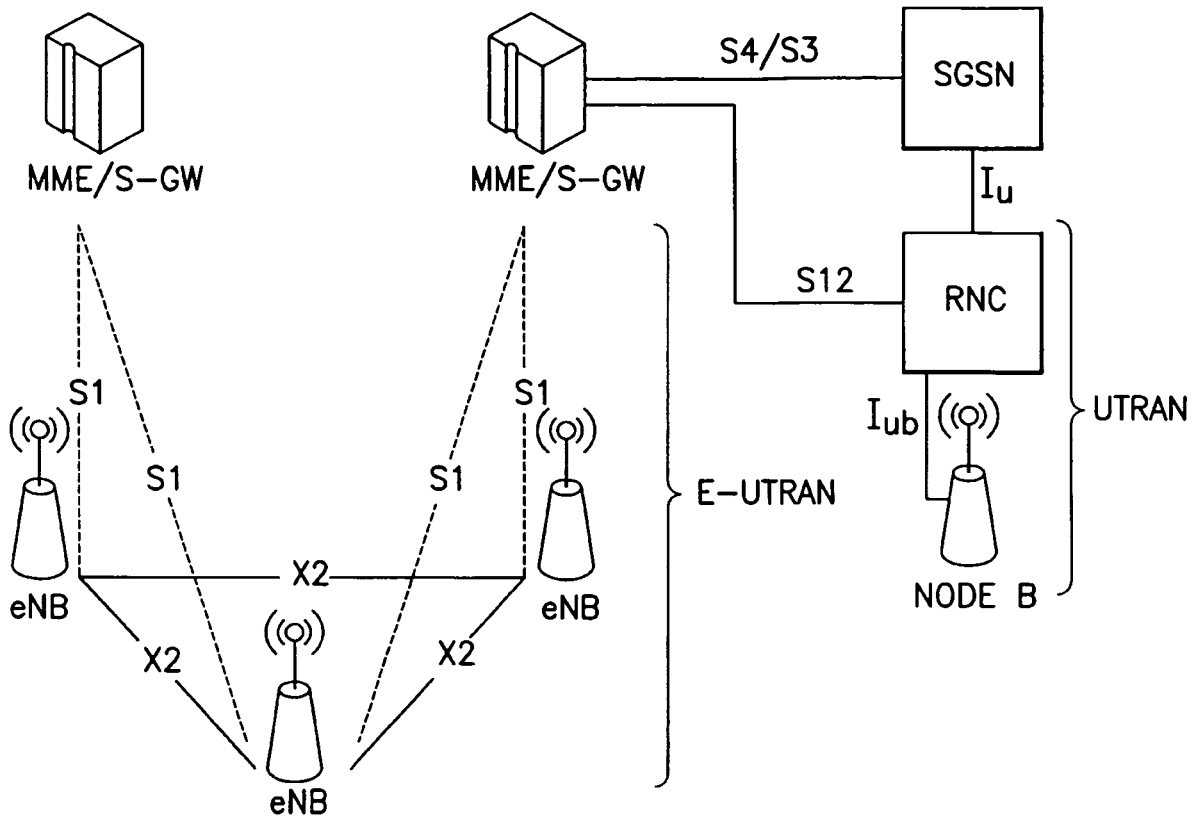 S4/S3
SGSN
MME/S-GW
MME/S-GW
Iu
S12
RNC
S1
S1
Iub
UTRAN
S1
S1
E-UTRAN
X2
eNB
eNB
NODE B
X2
X2
eNB